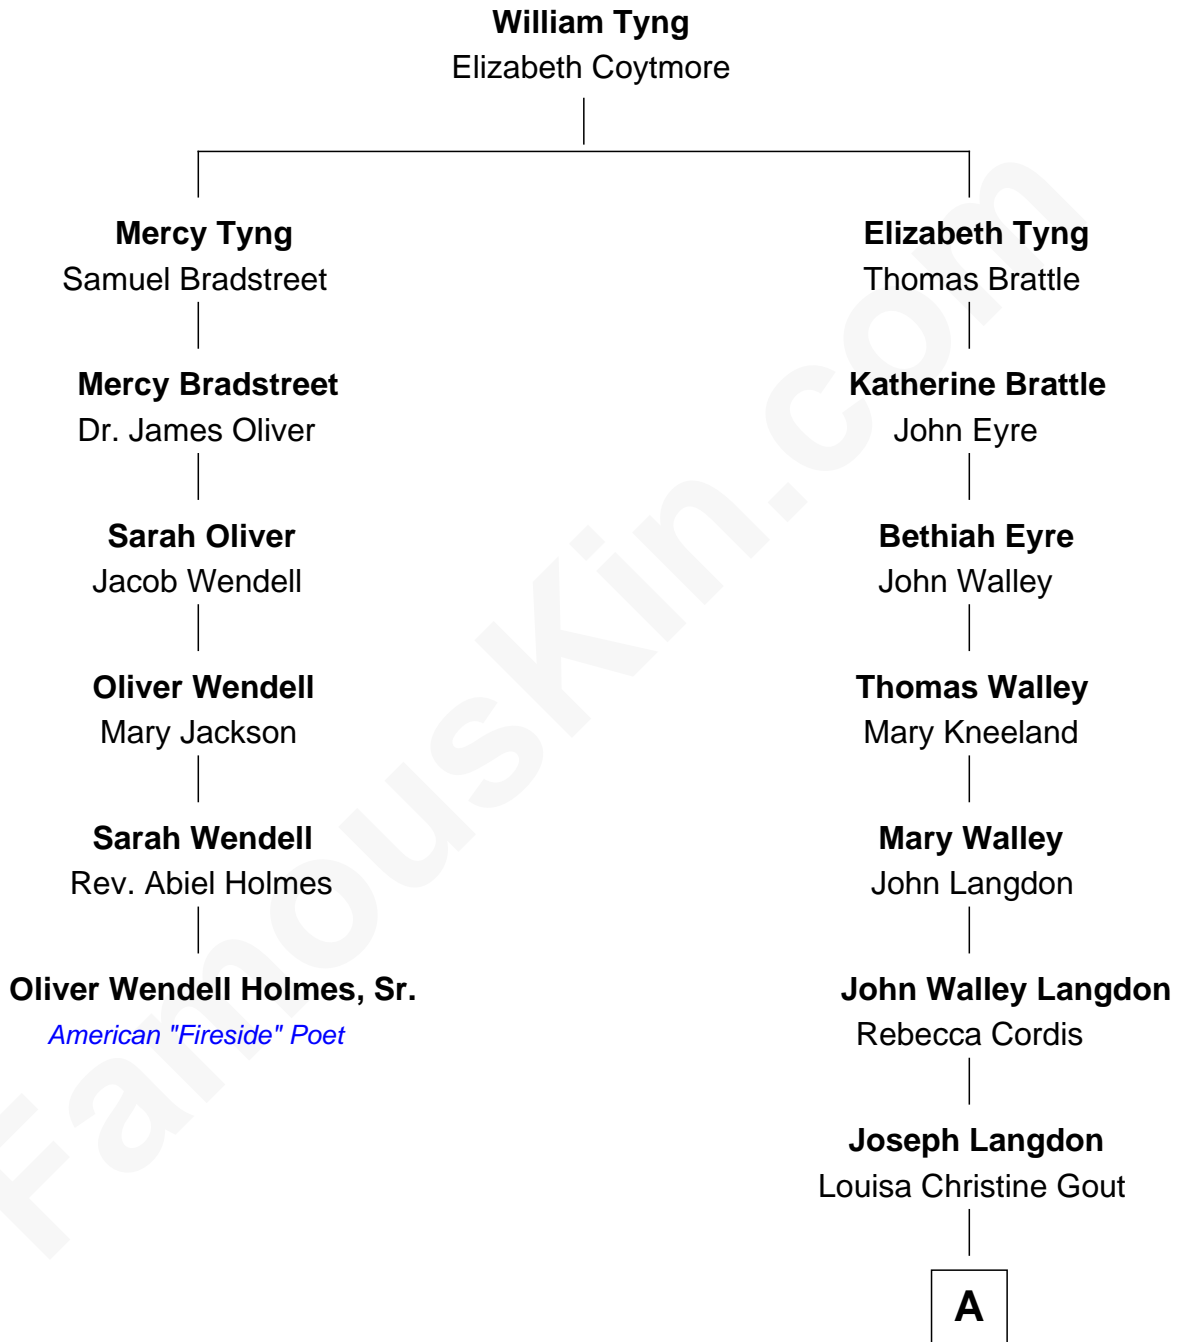 William Tyng
Elizabeth Coytmore
Mercy Tyng
Samuel Bradstreet
Elizabeth Tyng
Thomas Brattle
Mercy Bradstreet
Dr. James Oliver
Katherine Brattle
John Eyre
Sarah Oliver
Jacob Wendell
Bethiah Eyre
John Walley
Oliver Wendell
Mary Jackson
Thomas Walley
Mary Kneeland
Sarah Wendell
Rev. Abiel Holmes
Mary Walley
John Langdon
Oliver Wendell Holmes, Sr.
American "Fireside" Poet
John Walley Langdon
Rebecca Cordis
Joseph Langdon
Louisa Christine Gout
A
FamousKin.com